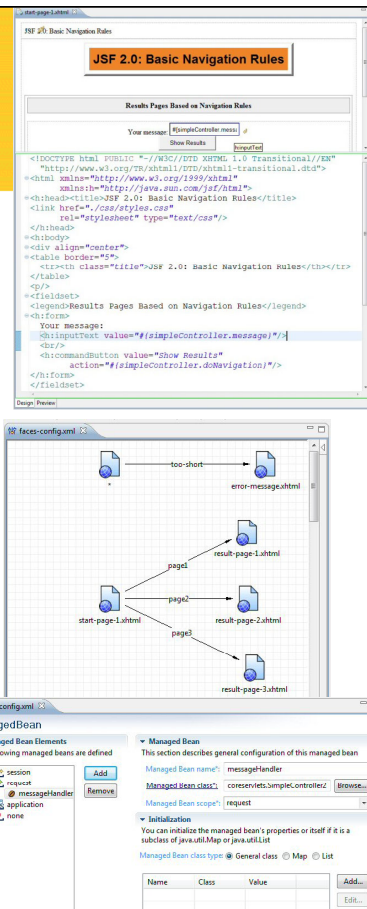 start-page-1.xhtml
JSF 2.0: Basic Navigation Rules
JSF 2.0: Basic Navigation Rules
Results Pages Based on Navigation Rules
Your message: #{simpleController.messa
Show Results
h:inputText
<!DOCTYPE html PUBLIC "-//W3C//DTD XHTML 1.0 Transitional//EN"
"http://www.w3.org/TR/xhtml1/DTD/xhtml1-transitional.dtd">
<html xmlns="http://www.w3.org/1999/xhtml"
xmlns:h="http://java.sun.com/jsf/html">
<h:head><title>JSF 2.0: Basic Navigation Rules</title>
<link href="./css/styles.css"
rel="stylesheet" type="text/css"/>
</h:head>
<h:body>
<div align="center">
<table border="5">
<tr><th class="title">JSF 2.0: Basic Navigation Rules</th></tr>
</table>
<p/>
<fieldset>
<legend>Results Pages Based on Navigation Rules</legend>
<h:form>
Your message:
<h:inputText value="#{simpleController.message}"/>
<br/>
<h:commandButton value="Show Results"
action="#{simpleController.doNavigation}"/>
</h:form>
</fieldset>
Design Preview
faces-config.xml
too-short
* error-message.xhtml
result-page-1.xhtml
page1
page2
start-page-1.xhtml result-page-2.xhtml
page3
result-page-3.xhtml
config.xml
gedBean
ged Bean Elements
owing managed beans are defined
session
request
messageHandler
application
none
Add
Remove
Managed Bean
This section describes general configuration of this managed bean
Managed Bean name*: messageHandler
Managed Bean class*: coreservlets.SimpleController2 Browse...
Managed Bean scope*: request
Initialization
You can initialize the managed bean's properties or itself if it is a
subclass of java.util.Map or java.util.List
Managed Bean class type: General class Map List
Name Class Value
Add...
Edit...